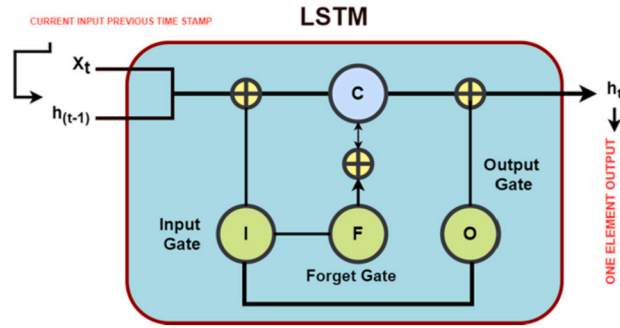 LSTM
CURRENT INPUT PREVIOUS TIME STAMP
Xt
h(t-1)
C
ht
Output
Gate
Input
Gate
I
F
O
Forget Gate
ONE ELEMENT OUTPUT